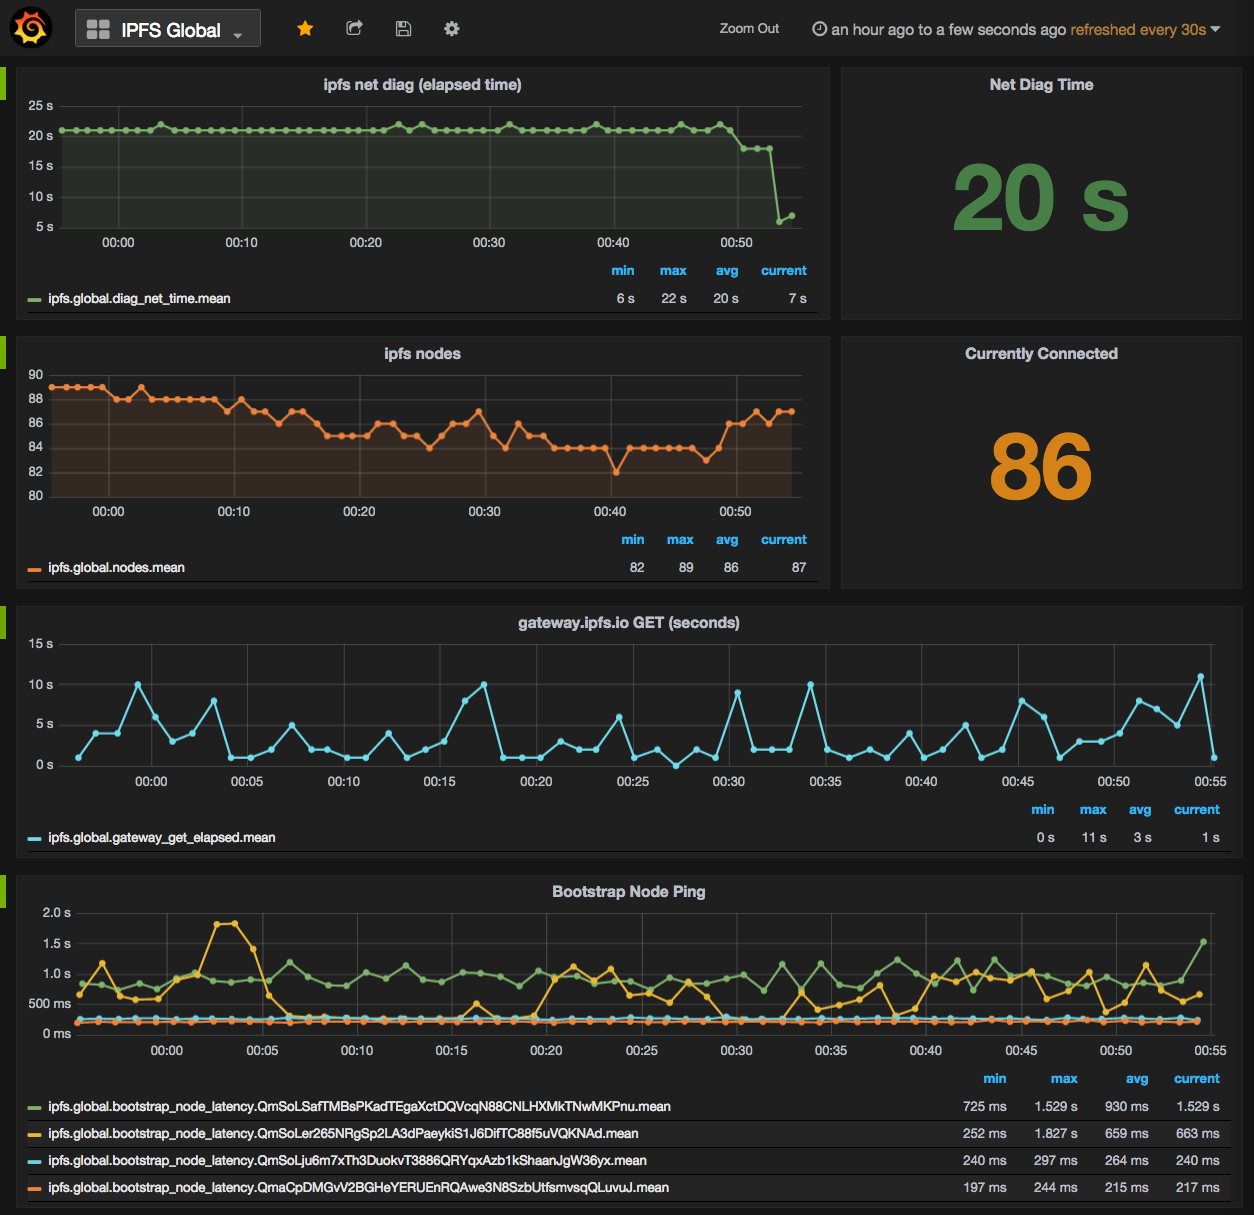 IPFS Global
Zoom Out
an hour ago to a few seconds ago refreshed every 30s
ipfs net diag (elapsed time)
25 s
20 s
15 s
10 s
5 s
00:00 00:10 00:20 00:30 00:40 00:50
min max avg current
ipfs.global.diag_net_time.mean 6 s 22 s 20 s 7 s
Net Diag Time
20 s
ipfs nodes
90
88
86
84
82
80
00:00 00:10 00:20 00:30 00:40 00:50
min max avg current
ipfs.global.nodes.mean 82 89 86 87
Currently Connected
86
gateway.ipfs.io GET (seconds)
15 s
10 s
5 s
0 s
00:00 00:05 00:10 00:15 00:20 00:25 00:30 00:35 00:40 00:45 00:50 00:55
min max avg current
ipfs.global.gateway_get_elapsed.mean 0 s 11 s 3 s 1 s
Bootstrap Node Ping
2.0 s
1.5 s
1.0 s
500 ms
0 ms
00:00 00:05 00:10 00:15 00:20 00:25 00:30 00:35 00:40 00:45 00:50 00:55
min max avg current
ipfs.global.bootstrap_node_latency.QmSoLSafTMBsPKadTEgaXctDQVcqN88CNLHXMkTNwMKPnu.mean 725 ms 1.529 s 930 ms 1.529 s
ipfs.global.bootstrap_node_latency.QmSoLer265NRgSp2LA3dPaeykiS1J6DifTC88f5uVQKNAd.mean 252 ms 1.827 s 659 ms 663 ms
ipfs.global.bootstrap_node_latency.QmSoLju6m7xTh3DuokvT3886QRYqxAzb1kShaanJgW36yx.mean 240 ms 297 ms 264 ms 240 ms
ipfs.global.bootstrap_node_latency.QmaCpDMGvV2BGHeYERUEnRQAwe3N8SzbUtfsmvsqQLuvuJ.mean 197 ms 244 ms 215 ms 217 ms